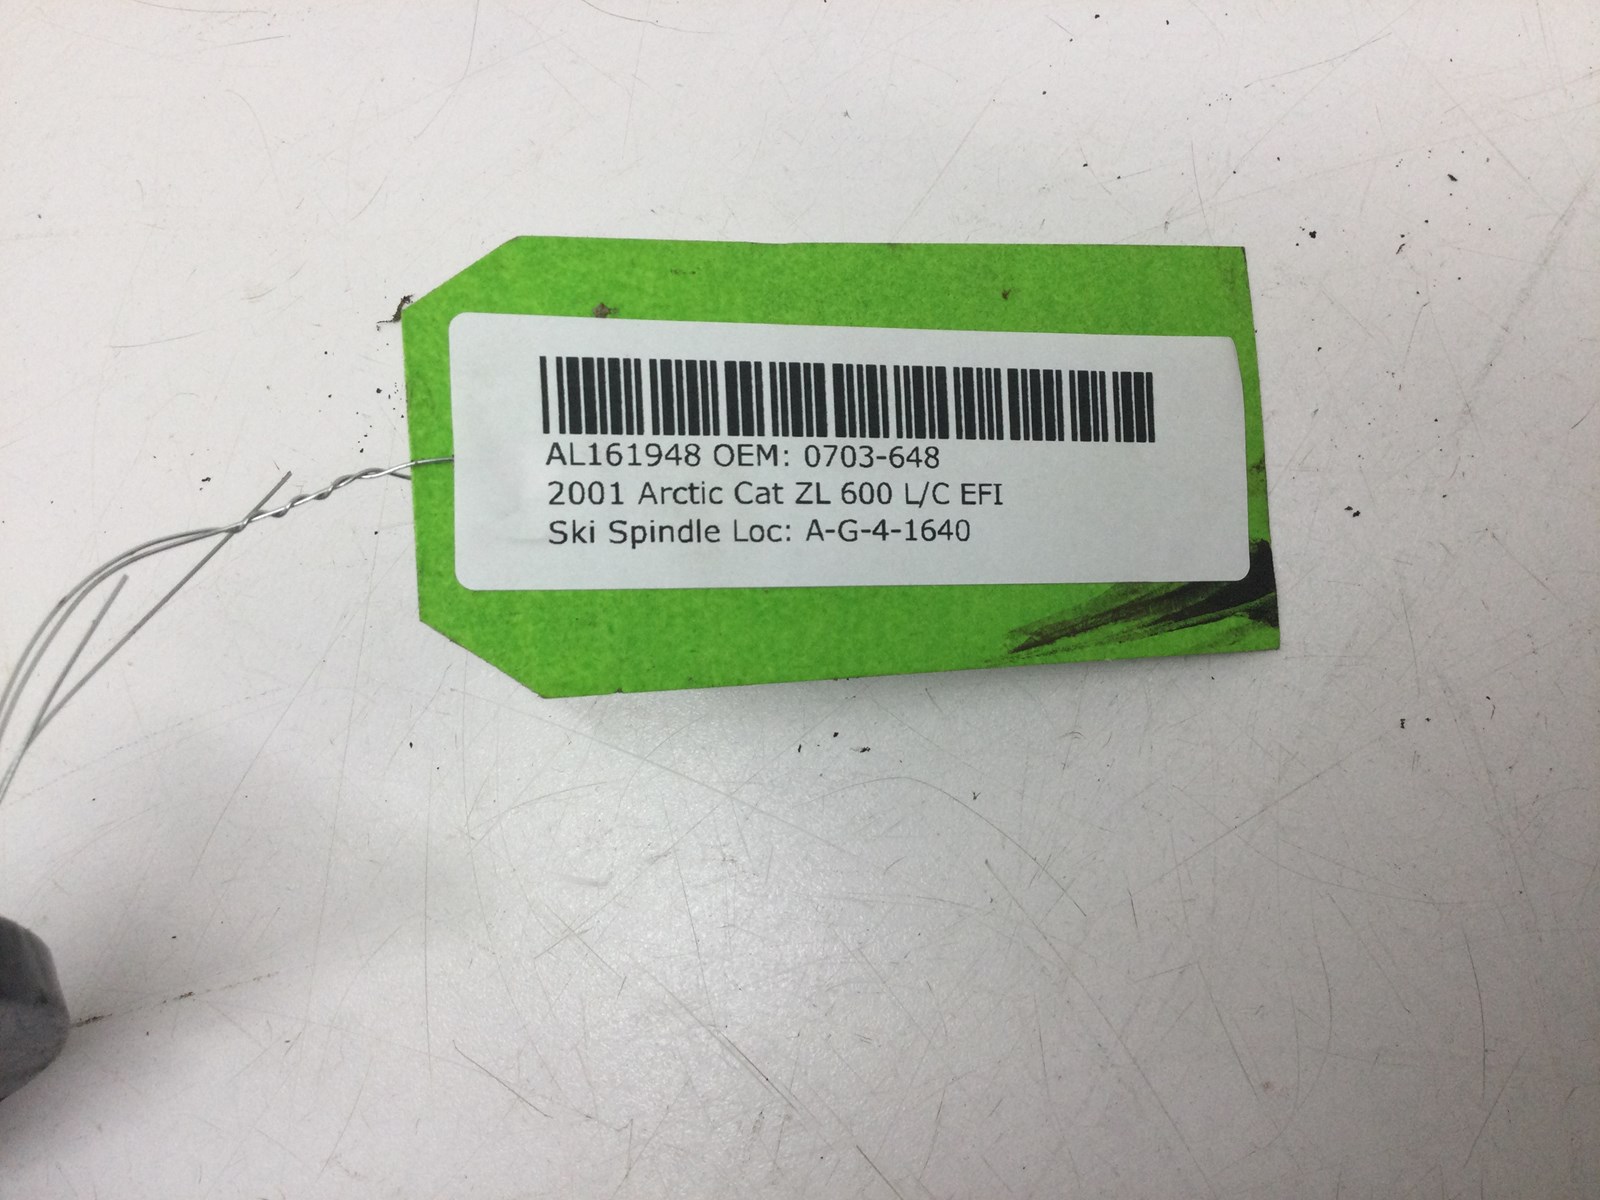 AL161948 OEM: 0703-648
2001 Arctic Cat ZL 600 L/C EFI
Ski Spindle Loc: A-G-4-1640